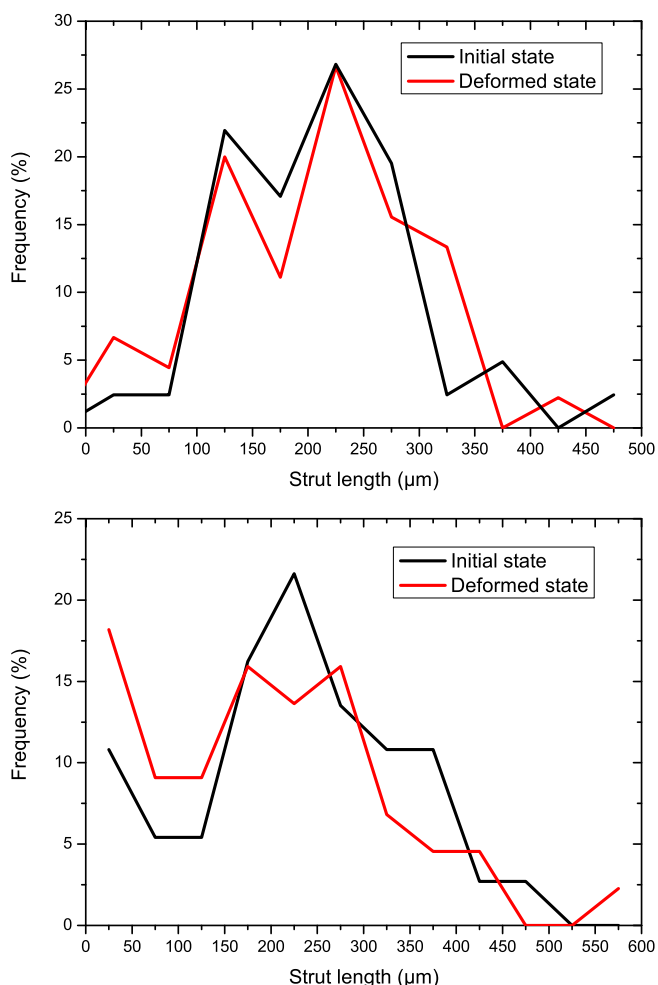 30
25
20
15
10
5
0
Frequency (%)
Initial state
Deformed state
0 50 100 150 200 250 300 350 400 450 500
Strut length (µm)
25
20
15
10
5
0
Frequency (%)
Initial state
Deformed state
0 50 100 150 200 250 300 350 400 450 500 550 600
Strut length (µm)